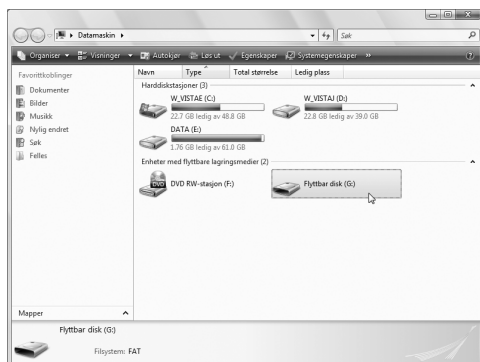 Datamaskin
Søk
Organiser Visninger Autokjør Løs ut Egenskaper Systemegenskaper »
Favorittkoblinger
Dokumenter
Bilder
Musikk
Nylig endret
Søk
Felles
Navn Type Total størrelse Ledig plass
Harddiskstasjoner (3)
W_VISTAE (C:)
22.7 GB ledig av 48.8 GB
W_VISTAJ (D:)
22.8 GB ledig av 39.0 GB
DATA (E:)
1.76 GB ledig av 61.0 GB
Enheter med flyttbare lagringsmedier (2)
DVD
DVD RW-stasjon (F:)
Flyttbar disk (G:)
Mapper
Flyttbar disk (G:)
Filsystem: FAT